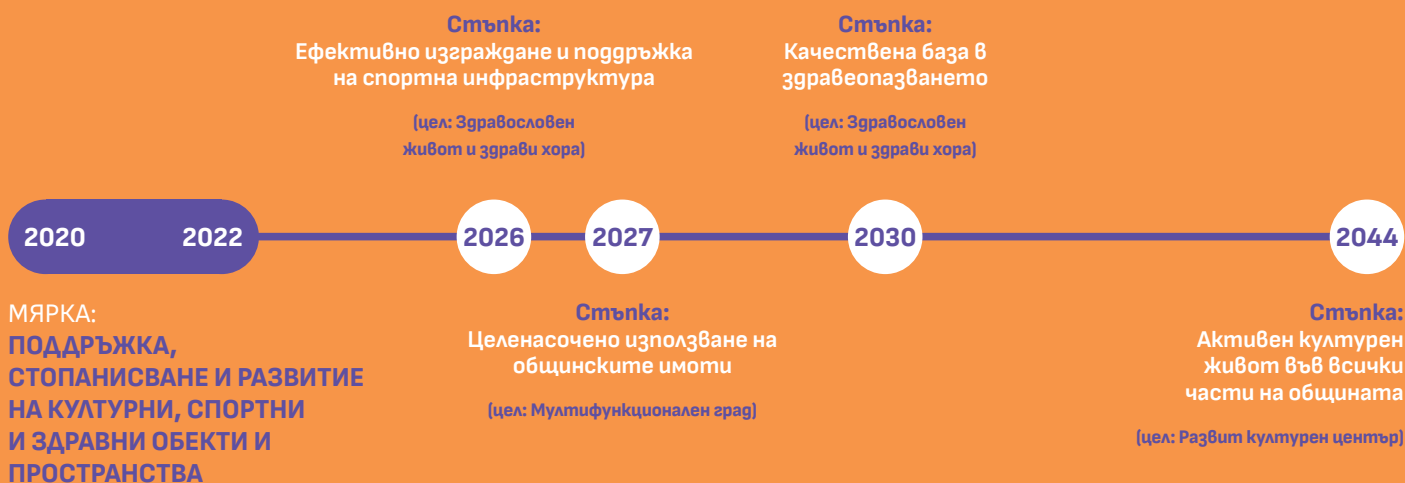 Стъпка:
Ефективно изграждане и поддръжка
на спортна инфраструктура
(цел: Здравословен
живот и здрави хора)
Стъпка:
Качествена база в
здравеопазването
(цел: Здравословен
живот и здрави хора)
2020 2022 2026 2027 2030 2044
МЯРКА:
ПОДДРЪЖКА,
СТОПАНИСВАНЕ И РАЗВИТИЕ
НА КУЛТУРНИ, СПОРТНИ
И ЗДРАВНИ ОБЕКТИ И
ПРОСТРАНСТВА
Стъпка:
Целенасочено използване на
общинските имоти
(цел: Мултифункционален град)
Стъпка:
Активен културен
живот във всички
части на общината
(цел: Развит културен център)